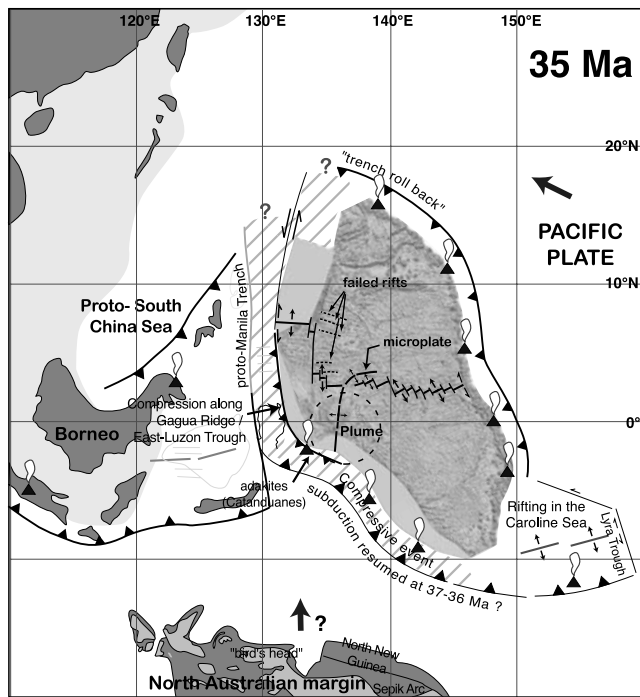 120°E
130°E
140°E
150°E
35 Ma
20°N
?
"trench roll back"
?
PACIFIC
PLATE
10°N
failed rifts
Proto- South
China Sea
proto-Manila Trench
microplate
Compression along
Gagua Ridge /
East-Luzon Trough
Borneo
Plume
0°
adakites
(Catanduanes)
Compressive event
subduction resumed at 37-36 Ma ?
Rifting in the
Caroline Sea
Lyra Trough
?
"bird's head"
North New
Guinea
North Australian margin
Sepik Arc